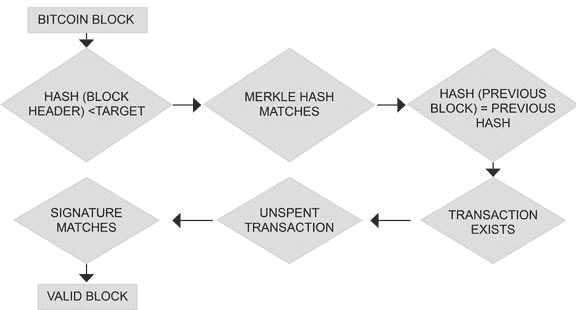 BITCOIN BLOCK
HASH (BLOCK
HEADER) <TARGET
MERKLE HASH
MATCHES
HASH (PREVIOUS
BLOCK) = PREVIOUS
HASH
TRANSACTION
EXISTS
UNSPENT
TRANSACTION
SIGNATURE
MATCHES
VALID BLOCK